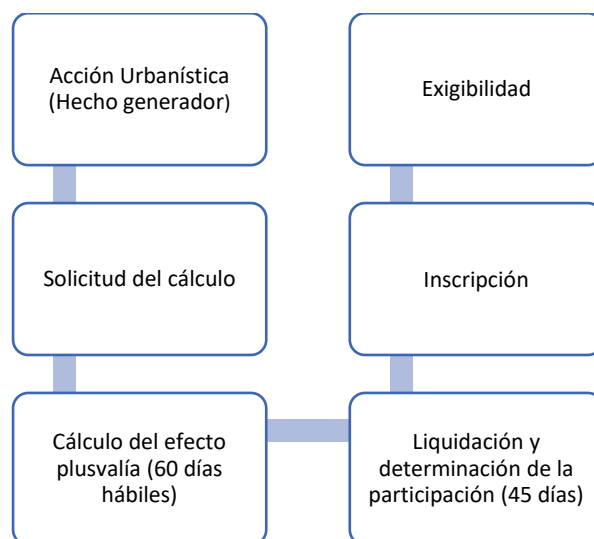 Acción Urbanística
(Hecho generador)
Solicitud del cálculo
Cálculo del efecto
plusvalía (60 días
hábiles)
Liquidación y
determinación de la
participación (45 días)
Inscripción
Exigibilidad